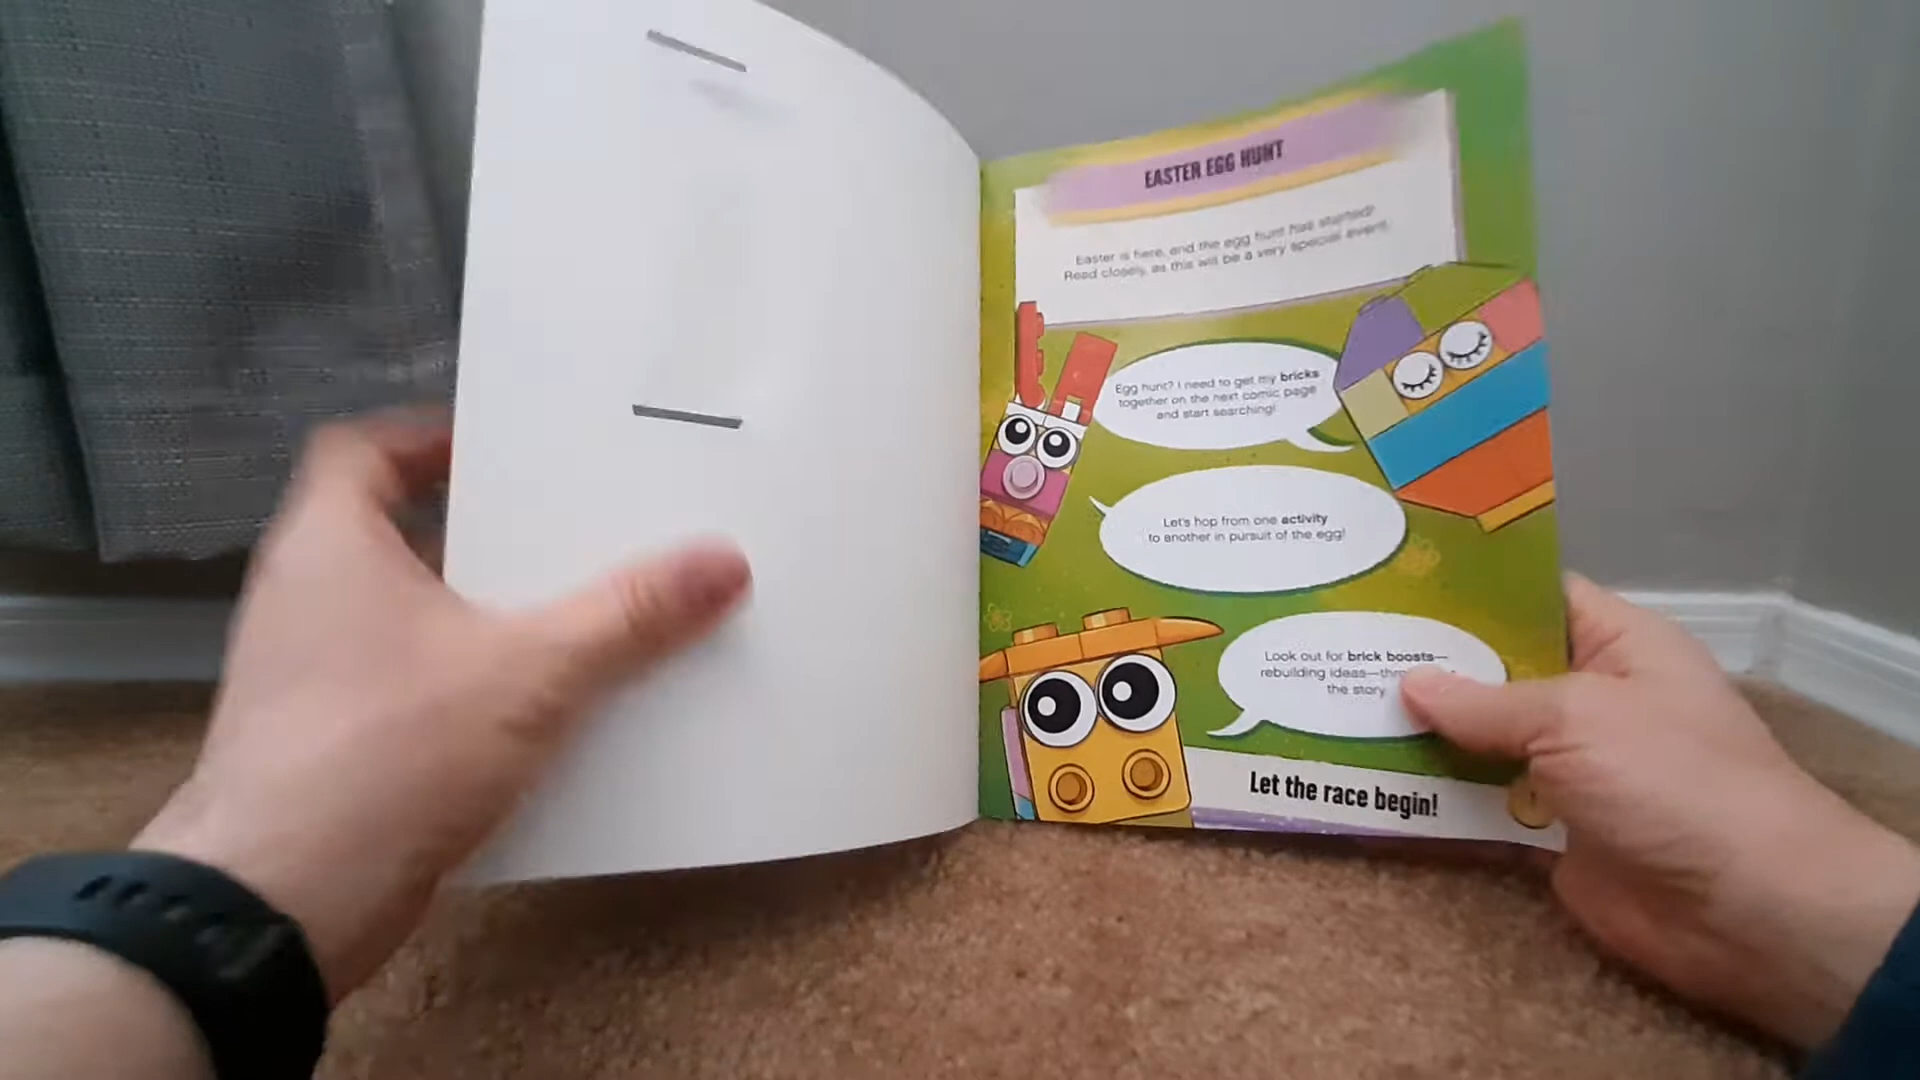 EASTER EGG HUNT
Easter is here, and the egg hunt has started!
Read closely, as this will be a very special event.
Egg hunt? I need to get my bricks
together on the next comic page
and start searching!
Let's hop from one activity
to another in pursuit of the egg!
Look out for brick boosts—
rebuilding ideas—
the story
Let the race begin!